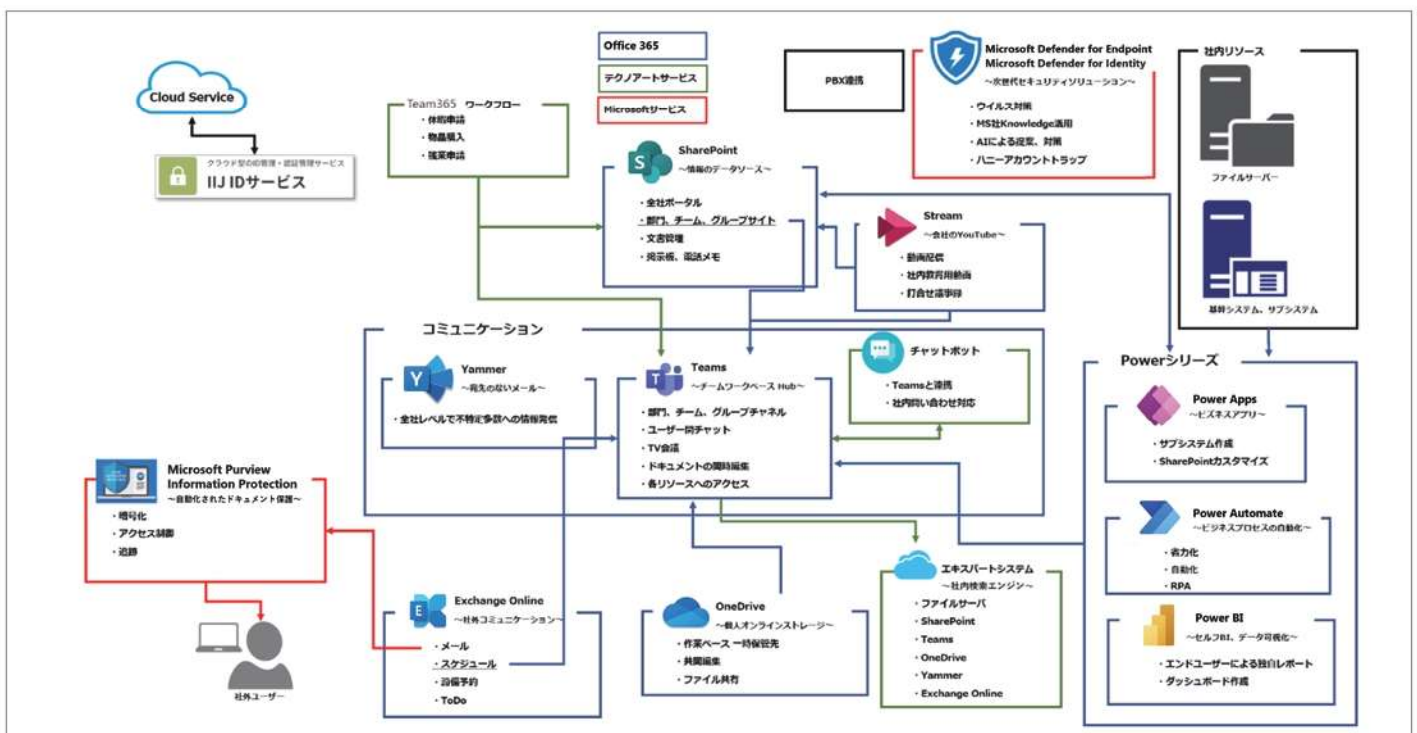 Office 365
テクノアートサービス
Microsoftサービス
PBX連携
Microsoft Defender for Endpoint
Microsoft Defender for Identity
～次世代セキュリティソリューション～
・ウイルス対策
・MS社Knowledge活用
・AIによる提案、対策
・ハニーアカウントトラップ
社内リソース
ファイルサーバー
基幹システム、サブシステム
Cloud Service
クラウド型のID管理・認証管理サービス
IIJ IDサービス
Team365 ワークフロー
・休暇申請
・物品購入
・残業申請
SharePoint
～情報のデータソース～
・全社ポータル
・部門、チーム、グループサイト
・文書管理
・掲示板、電話メモ
Stream
～会社のYouTube～
・動画配信
・社内教育用動画
・打合せ議事録
コミュニケーション
Yammer
～宛先のないメール～
・全社レベルで不特定多数への情報発信
Teams
～チームワークベース Hub～
・部門、チーム、グループチャネル
・ユーザー間チャット
・TV会議
・ドキュメントの同時編集
・各リソースへのアクセス
チャットボット
・Teamsと連携
・社内問い合わせ対応
Powerシリーズ
Power Apps
～ビズネスアプリ～
・サブシステム作成
・SharePointカスタマイズ
Power Automate
～ビジネスプロセスの自動化～
・省力化
・自動化
・RPA
Power BI
～セルフBI、データ可視化～
・エンドユーザーによる独自レポート
・ダッシュボード作成
Microsoft Purview
Information Protection
～自動化されたドキュメント保護～
・暗号化
・アクセス制御
・追跡
社外ユーザー
Exchange Online
～社外コミュニケーション～
・メール
・スケジュール
・設備予約
・ToDo
OneDrive
～個人オンラインストレージ～
・作業ベース 一時保管先
・共同編集
・ファイル共有
エキスパートシステム
～社内検索エンジン～
・ファイルサーバ
・SharePoint
・Teams
・OneDrive
・Yammer
・Exchange Online